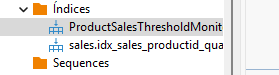 Índices
ProductSalesThresholdMonit
sales.idx_sales_productid_qua
Sequences